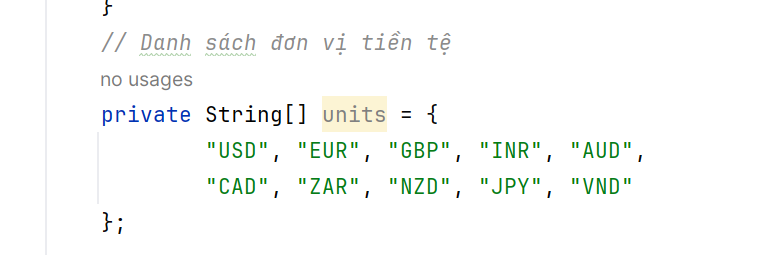 }
// Danh sách đơn vị tiền tệ
no usages
private String[] units = {
"USD", "EUR", "GBP", "INR", "AUD",
"CAD", "ZAR", "NZD", "JPY", "VND"
};